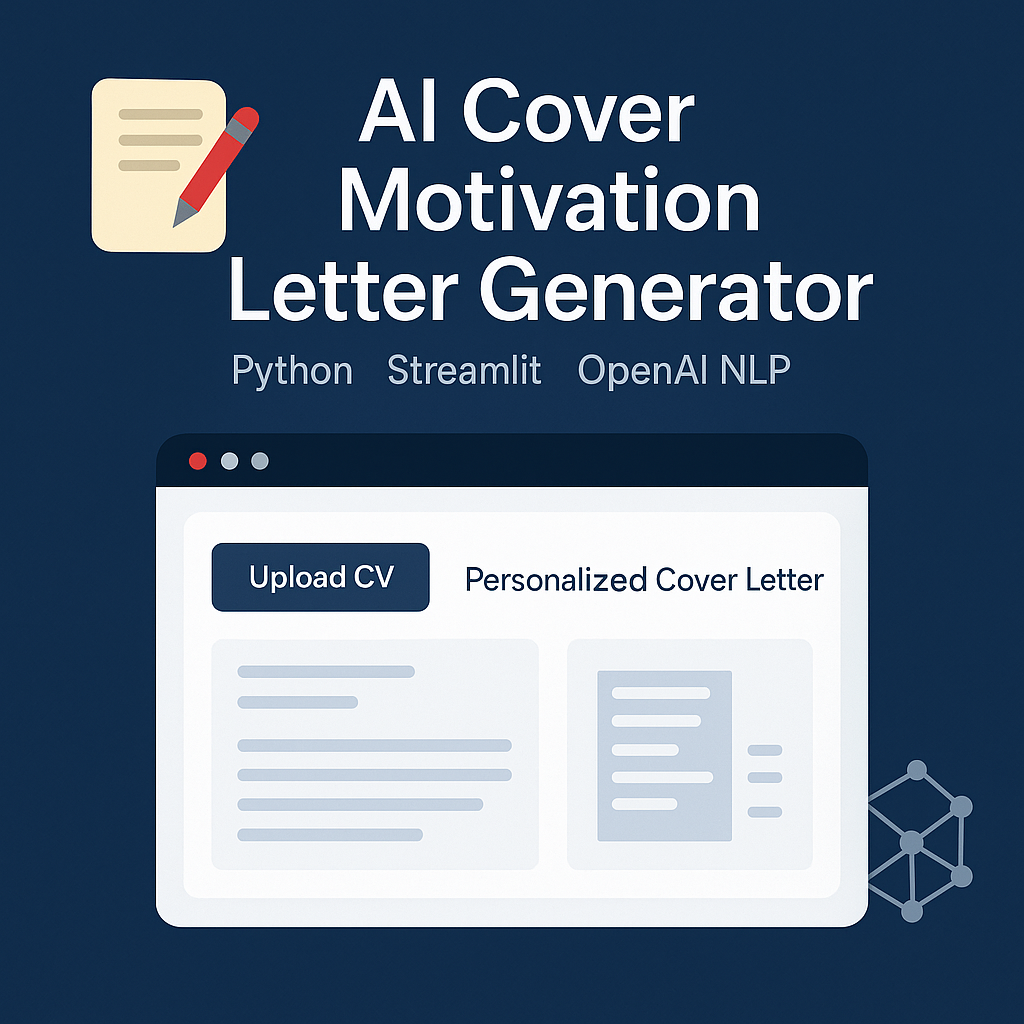 AI Cover
Motivation
Letter Generator
Python Streamlit OpenAI NLP
Upload CV
Personalized Cover Letter